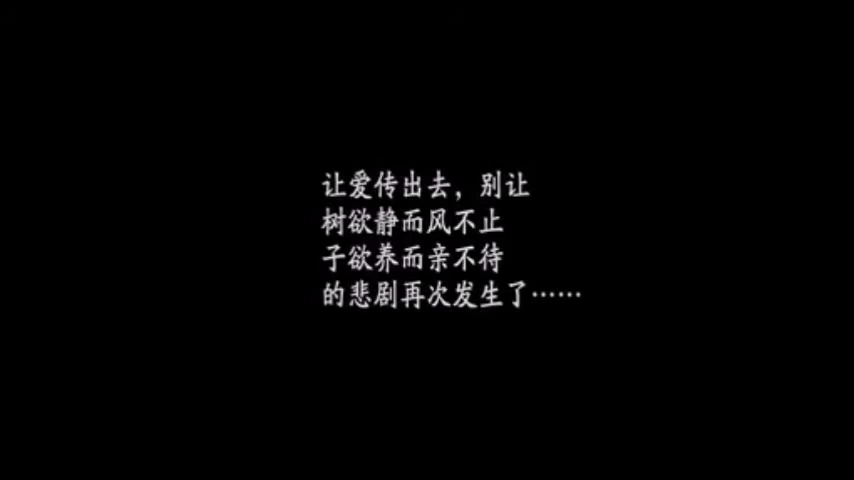 让爱传出去，别让
树欲静而风不止
子欲养而亲不待
的悲剧再次发生了……